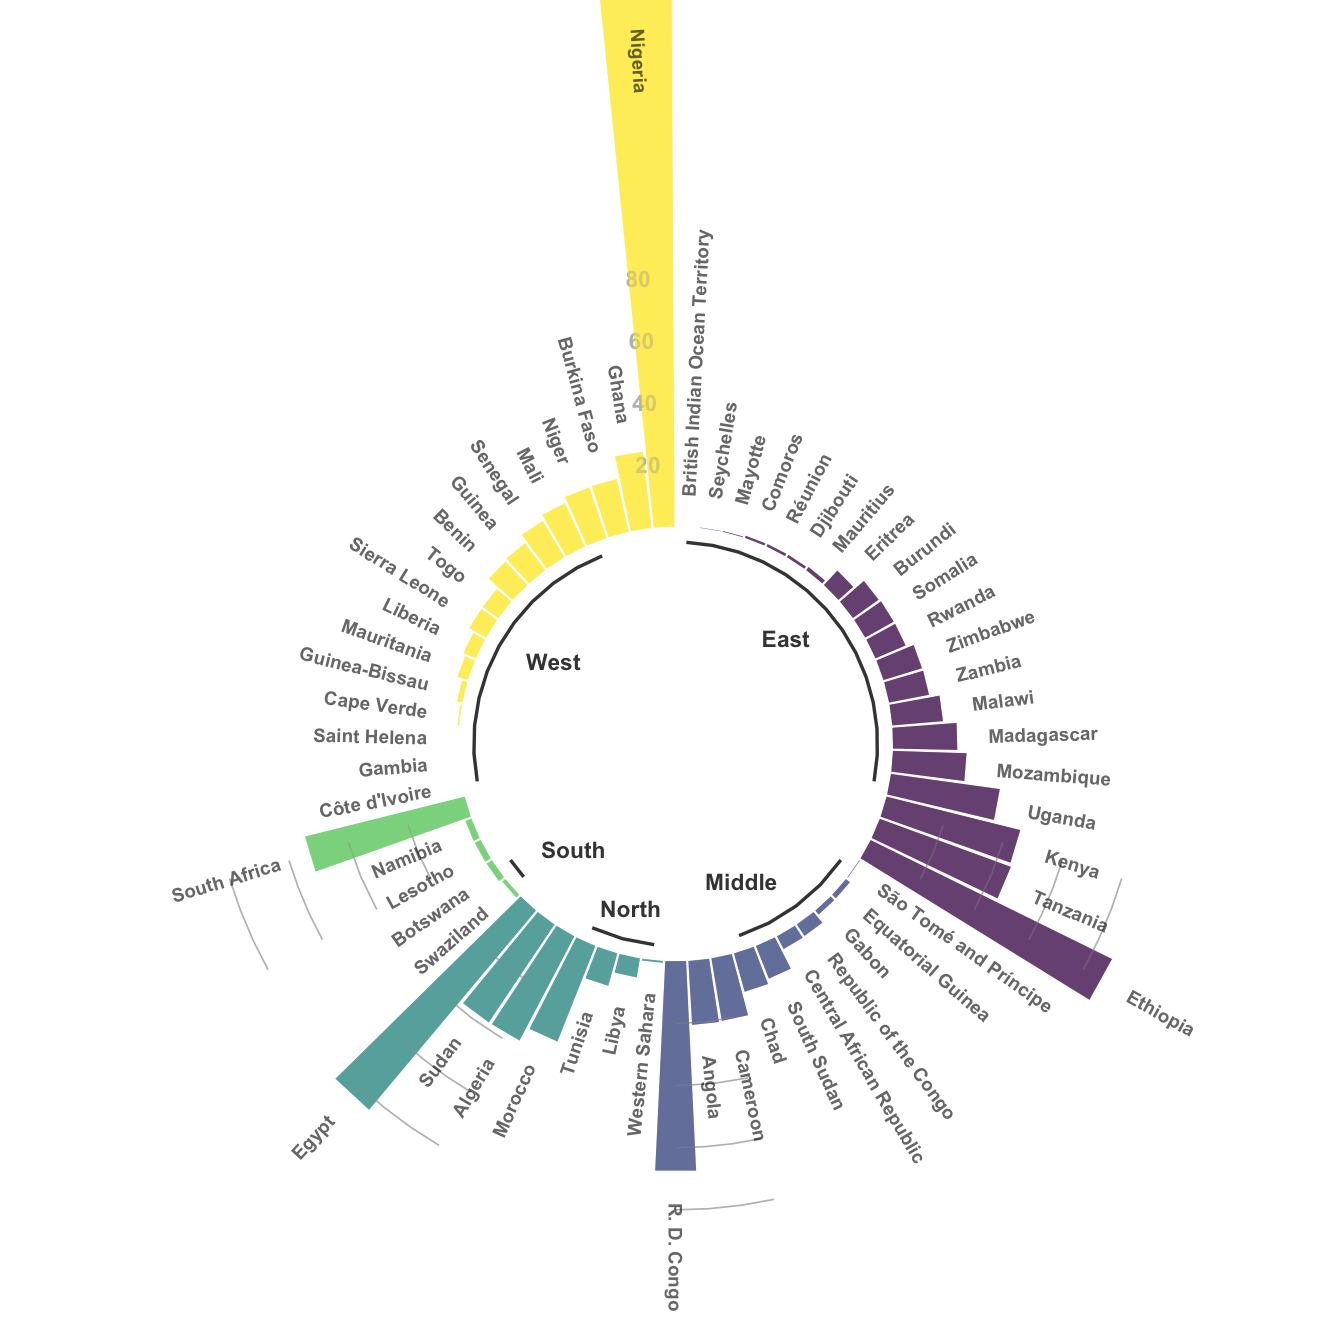 Nigeria
80
60
40
20
British Indian Ocean Territory
Seychelles
Mayotte
Comoros
Réunion
Djibouti
Mauritius
Eritrea
Burundi
Somalia
Rwanda
Zimbabwe
Zambia
Malawi
Madagascar
Mozambique
Uganda
Kenya
Tanzania
Ethiopia
São Tomé and Príncipe
Equatorial Guinea
Gabon
Republic of the Congo
Central African Republic
South Sudan
Chad
Cameroon
Angola
R. D. Congo
Western Sahara
Libya
Tunisia
Morocco
Algeria
Sudan
Egypt
Swaziland
Botswana
Lesotho
Namibia
South Africa
Côte d'Ivoire
Gambia
Saint Helena
Cape Verde
Guinea-Bissau
Mauritania
Liberia
Sierra Leone
Togo
Benin
Guinea
Senegal
Mali
Niger
Burkina Faso
Ghana
East
West
South
Middle
North